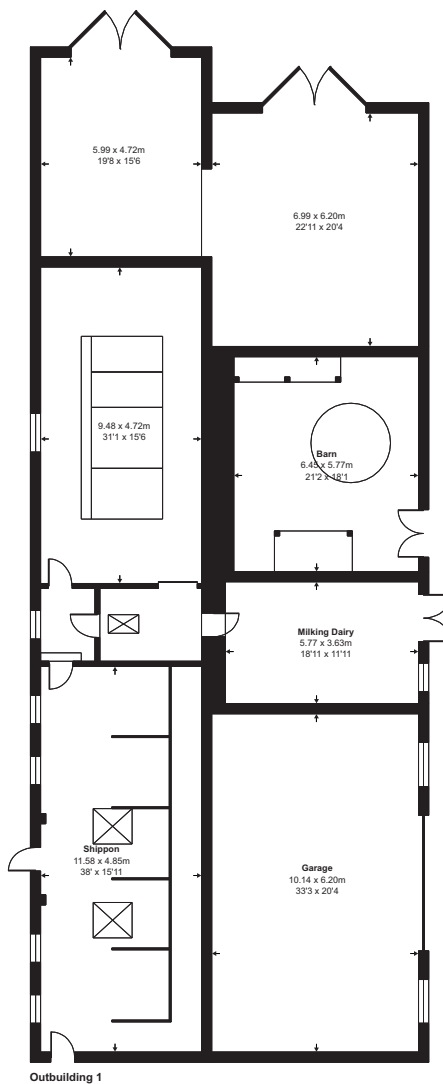 5.99 x 4.72m
19'8 x 15'6
6.99 x 6.20m
22'11 x 20'4
9.48 x 4.72m
31'1 x 15'6
Barn
6.45 x 5.77m
21'2 x 18'1
Milking Dairy
5.77 x 3.63m
18'11 x 11'11
Shippon
11.58 x 4.85m
38' x 15'11
Garage
10.14 x 6.20m
33'3 x 20'4
Outbuilding 1